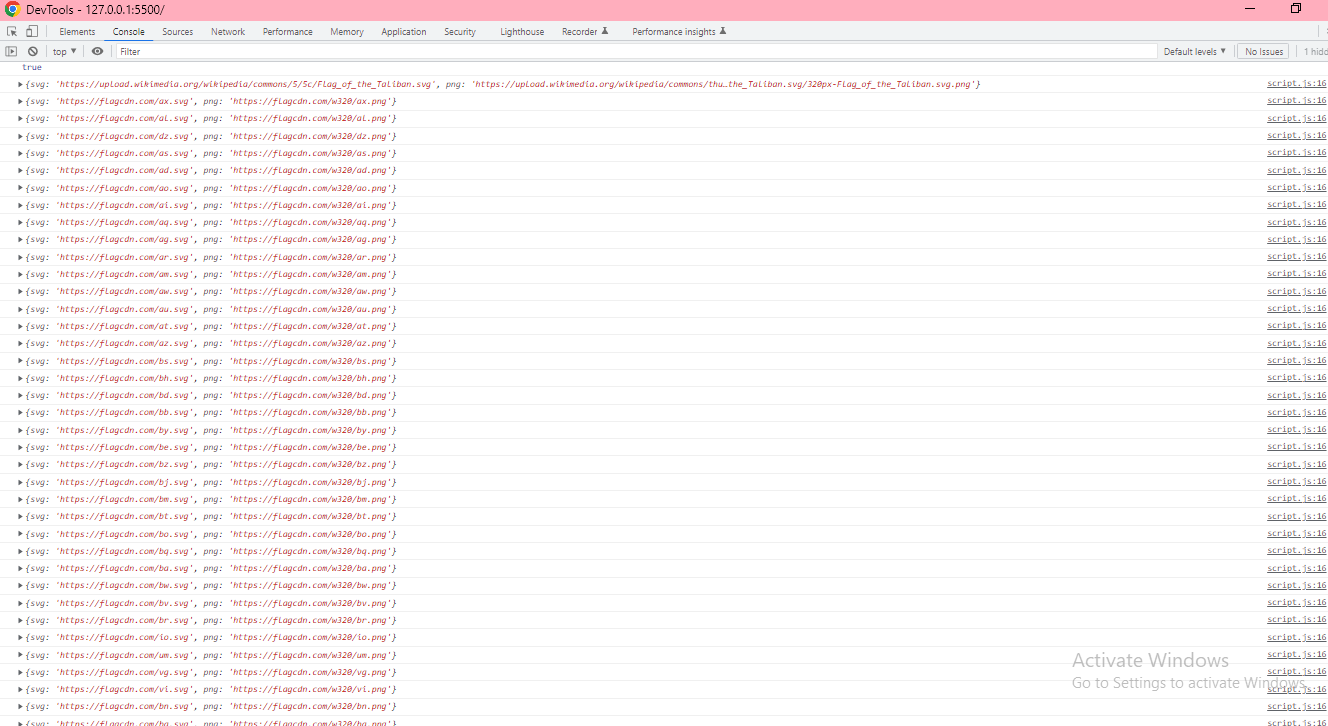 DevTools - 127.0.0.1:5500/
Elements Console Sources Network Performance Memory Application Security Lighthouse Recorder Performance insights
top Filter Default levels No Issues 1 hidd
true
{svg: 'https://upload.wikimedia.org/wikipedia/commons/5/5c/Flag_of_the_Taliban.svg', png: 'https://upload.wikimedia.org/wikipedia/commons/thu…the_Taliban.svg/320px-Flag_of_the_Taliban.svg.png'} script.js:16
{svg: 'https://flagcdn.com/ax.svg', png: 'https://flagcdn.com/w320/ax.png'} script.js:16
{svg: 'https://flagcdn.com/al.svg', png: 'https://flagcdn.com/w320/al.png'} script.js:16
{svg: 'https://flagcdn.com/dz.svg', png: 'https://flagcdn.com/w320/dz.png'} script.js:16
{svg: 'https://flagcdn.com/as.svg', png: 'https://flagcdn.com/w320/as.png'} script.js:16
{svg: 'https://flagcdn.com/ad.svg', png: 'https://flagcdn.com/w320/ad.png'} script.js:16
{svg: 'https://flagcdn.com/ao.svg', png: 'https://flagcdn.com/w320/ao.png'} script.js:16
{svg: 'https://flagcdn.com/ai.svg', png: 'https://flagcdn.com/w320/ai.png'} script.js:16
{svg: 'https://flagcdn.com/aq.svg', png: 'https://flagcdn.com/w320/aq.png'} script.js:16
{svg: 'https://flagcdn.com/ag.svg', png: 'https://flagcdn.com/w320/ag.png'} script.js:16
{svg: 'https://flagcdn.com/ar.svg', png: 'https://flagcdn.com/w320/ar.png'} script.js:16
{svg: 'https://flagcdn.com/am.svg', png: 'https://flagcdn.com/w320/am.png'} script.js:16
{svg: 'https://flagcdn.com/aw.svg', png: 'https://flagcdn.com/w320/aw.png'} script.js:16
{svg: 'https://flagcdn.com/au.svg', png: 'https://flagcdn.com/w320/au.png'} script.js:16
{svg: 'https://flagcdn.com/at.svg', png: 'https://flagcdn.com/w320/at.png'} script.js:16
{svg: 'https://flagcdn.com/az.svg', png: 'https://flagcdn.com/w320/az.png'} script.js:16
{svg: 'https://flagcdn.com/bs.svg', png: 'https://flagcdn.com/w320/bs.png'} script.js:16
{svg: 'https://flagcdn.com/bh.svg', png: 'https://flagcdn.com/w320/bh.png'} script.js:16
{svg: 'https://flagcdn.com/bd.svg', png: 'https://flagcdn.com/w320/bd.png'} script.js:16
{svg: 'https://flagcdn.com/bb.svg', png: 'https://flagcdn.com/w320/bb.png'} script.js:16
{svg: 'https://flagcdn.com/by.svg', png: 'https://flagcdn.com/w320/by.png'} script.js:16
{svg: 'https://flagcdn.com/be.svg', png: 'https://flagcdn.com/w320/be.png'} script.js:16
{svg: 'https://flagcdn.com/bz.svg', png: 'https://flagcdn.com/w320/bz.png'} script.js:16
{svg: 'https://flagcdn.com/bj.svg', png: 'https://flagcdn.com/w320/bj.png'} script.js:16
{svg: 'https://flagcdn.com/bm.svg', png: 'https://flagcdn.com/w320/bm.png'} script.js:16
{svg: 'https://flagcdn.com/bt.svg', png: 'https://flagcdn.com/w320/bt.png'} script.js:16
{svg: 'https://flagcdn.com/bo.svg', png: 'https://flagcdn.com/w320/bo.png'} script.js:16
{svg: 'https://flagcdn.com/bq.svg', png: 'https://flagcdn.com/w320/bq.png'} script.js:16
{svg: 'https://flagcdn.com/ba.svg', png: 'https://flagcdn.com/w320/ba.png'} script.js:16
{svg: 'https://flagcdn.com/bw.svg', png: 'https://flagcdn.com/w320/bw.png'} script.js:16
{svg: 'https://flagcdn.com/bv.svg', png: 'https://flagcdn.com/w320/bv.png'} script.js:16
{svg: 'https://flagcdn.com/br.svg', png: 'https://flagcdn.com/w320/br.png'} script.js:16
{svg: 'https://flagcdn.com/io.svg', png: 'https://flagcdn.com/w320/io.png'} script.js:16
{svg: 'https://flagcdn.com/um.svg', png: 'https://flagcdn.com/w320/um.png'} script.js:16
Activate Windows
{svg: 'https://flagcdn.com/vg.svg', png: 'https://flagcdn.com/w320/vg.png'} script.js:16
Go to Settings to activate Windows.
{svg: 'https://flagcdn.com/vi.svg', png: 'https://flagcdn.com/w320/vi.png'} script.js:16
{svg: 'https://flagcdn.com/bn.svg', png: 'https://flagcdn.com/w320/bn.png'} script.js:16
{svg: 'https://flagcdn.com/bg.svg', png: 'https://flagcdn.com/w320/bg.png'} script.js:16